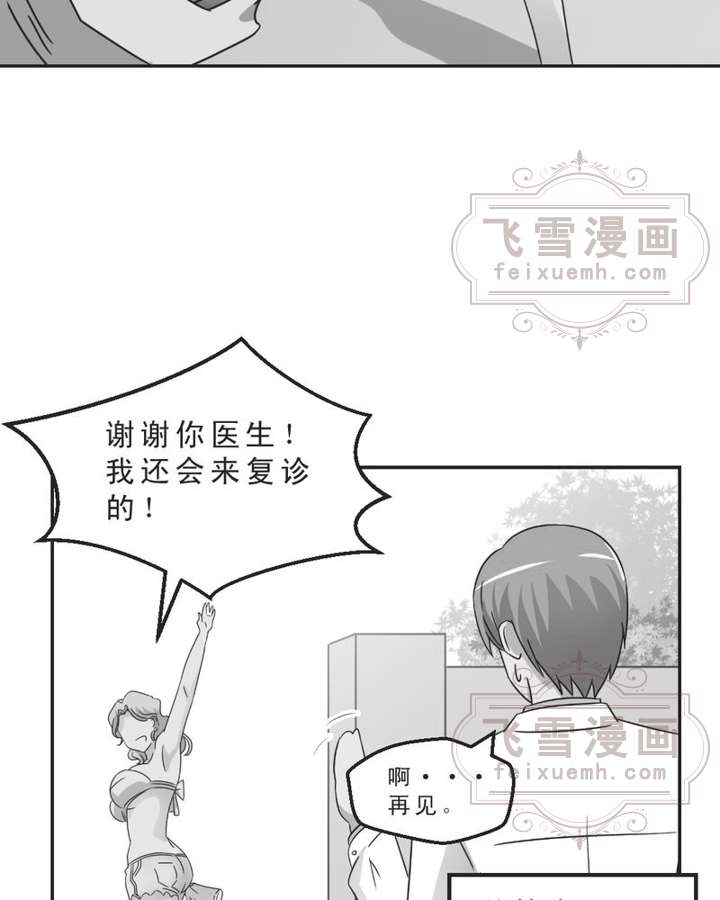 飞雪漫画
feixuemh.com
谢谢你医生！
我还会来复诊
的！
飞雪漫画
feixuemh.com
啊・・・
再见。